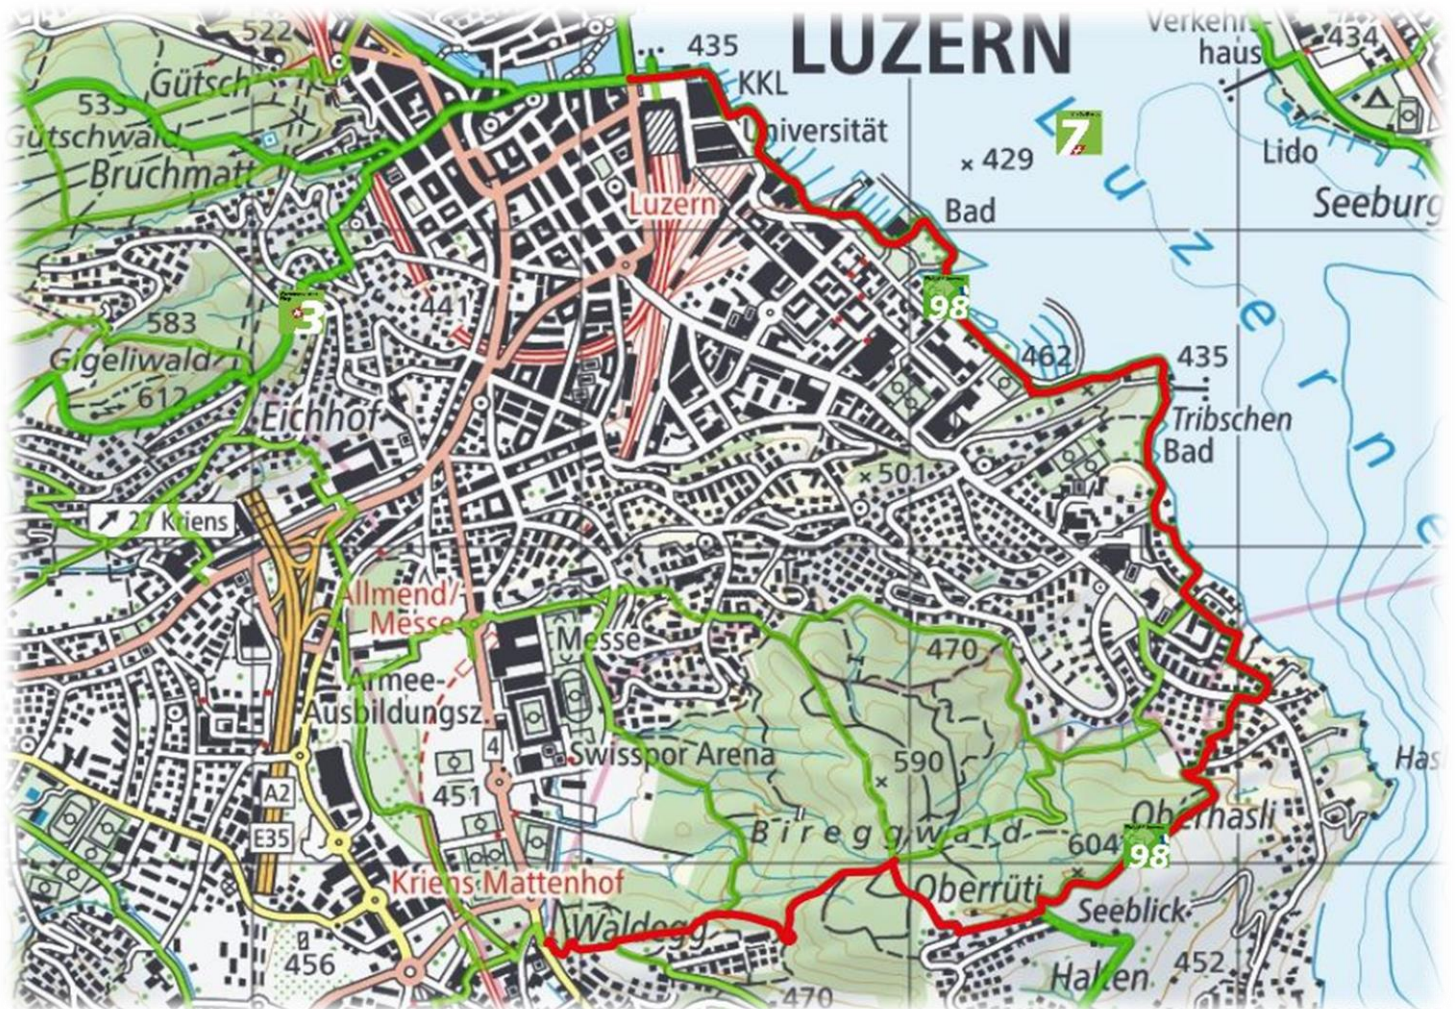 522
435
LUZERN
Verkehrs-
haus
434
Gütsch
KKL
533
Gütschwald
Universität
7
429
Lido
Bruchmatt
Luzern
Bad
Seeburg
Luzerne
3
98
441
583
Gigeliwald
462
435
612
Eichhof
Tribschen
Bad
501
27 Kriens
Allmend/
Messe
Messe
470
Armee-
Ausbildungsz.
4
Swisspor Arena
590
A2
451
Oberhasli
E35
Bireggwald
604
98
Kriens Mattenhof
Oberrüti
Waldegg
Seeblick
456
Halten
452
470